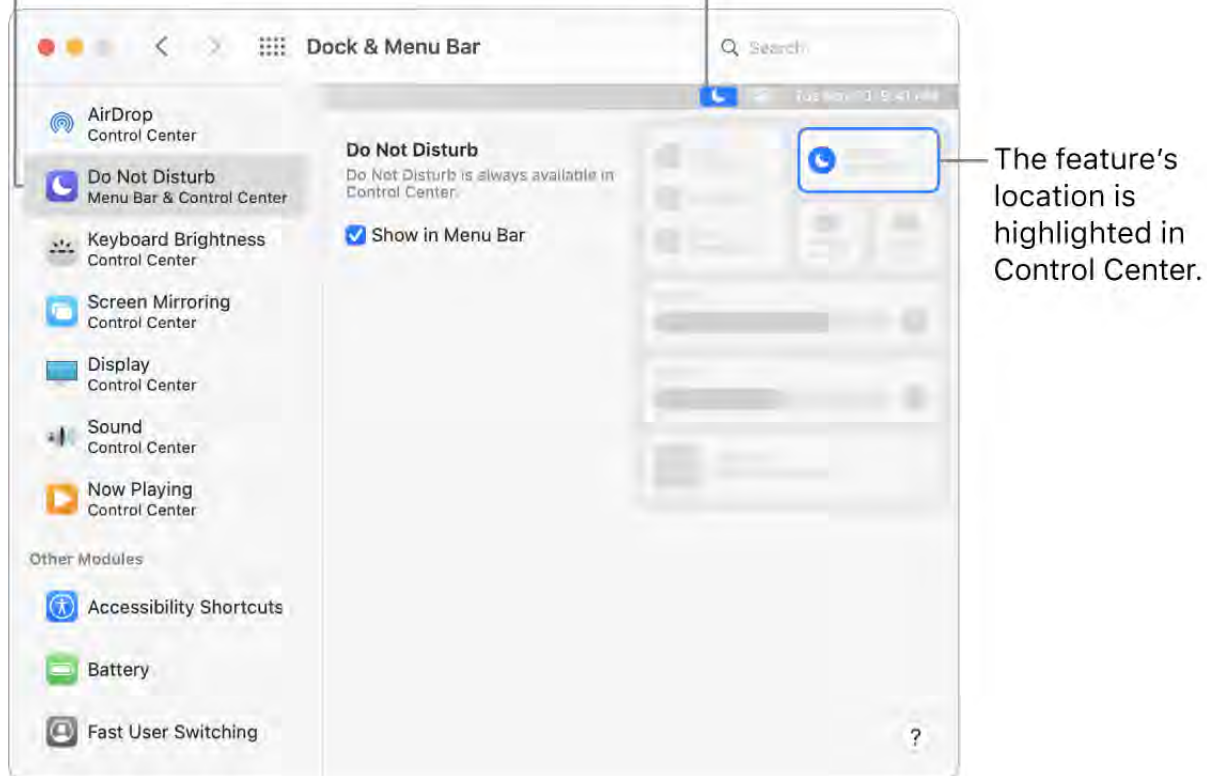 Dock & Menu Bar
Search
AirDrop
Control Center
Do Not Disturb
Menu Bar & Control Center
Keyboard Brightness
Control Center
Screen Mirroring
Control Center
Display
Control Center
Sound
Control Center
Now Playing
Control Center
Other Modules
Accessibility Shortcuts
Battery
Fast User Switching
Do Not Disturb
Do Not Disturb is always available in
Control Center.
Show in Menu Bar
?
The feature’s
location is
highlighted in
Control Center.